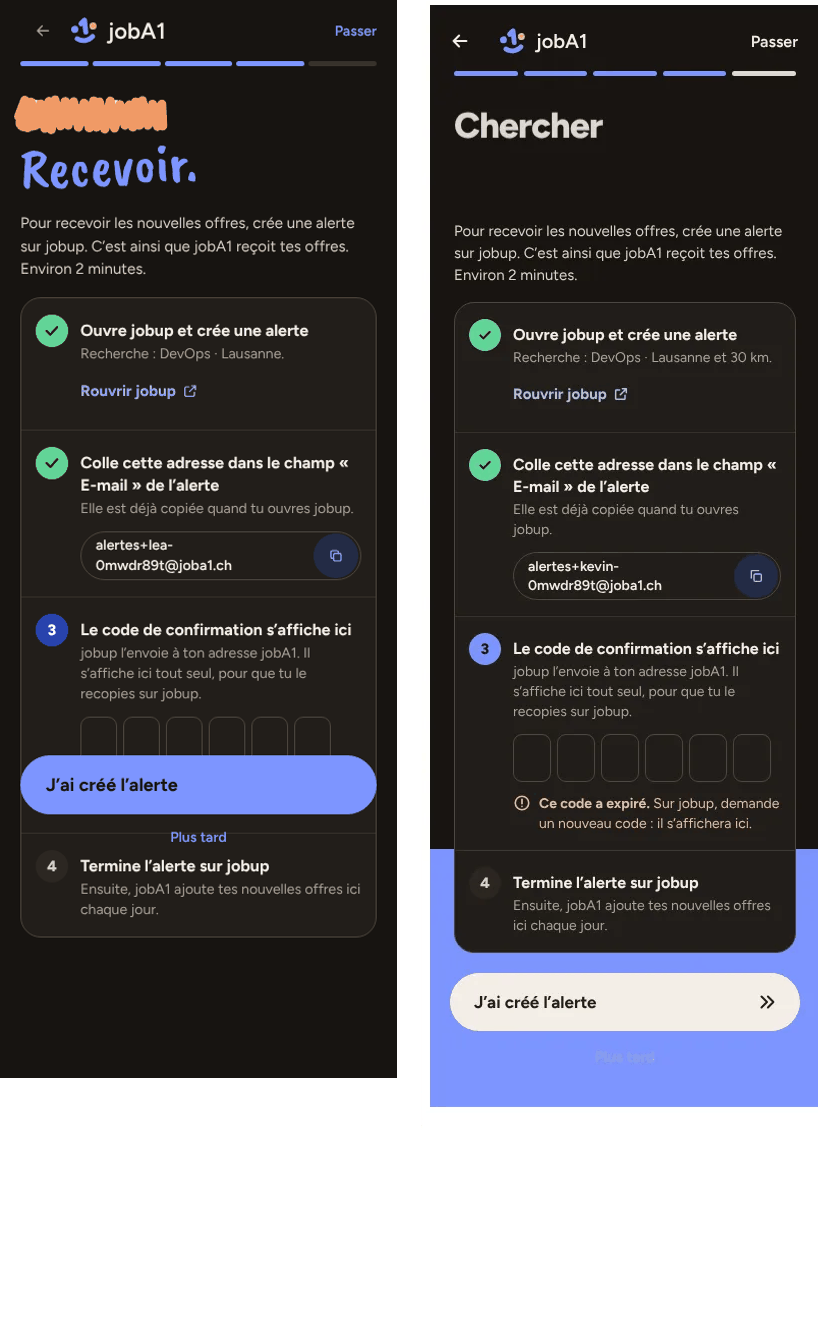 jobA1
Passer
Recevoir.
Pour recevoir les nouvelles offres, crée une alerte
sur jobup. C’est ainsi que jobA1 reçoit tes offres.
Environ 2 minutes.
Ouvre jobup et crée une alerte
Recherche : DevOps · Lausanne.
Rouvrir jobup
Colle cette adresse dans le champ «
E-mail » de l’alerte
Elle est déjà copiée quand tu ouvres jobup.
alertes+lea-
0mwdr89t@joba1.ch
3
Le code de confirmation s’affiche ici
jobup l’envoie à ton adresse jobA1. Il
s’affiche ici tout seul, pour que tu le
recopies sur jobup.
J’ai créé l’alerte
Plus tard
4
Termine l’alerte sur jobup
Ensuite, jobA1 ajoute tes nouvelles offres ici
chaque jour.
jobA1
Passer
Chercher
Pour recevoir les nouvelles offres, crée une alerte
sur jobup. C’est ainsi que jobA1 reçoit tes offres.
Environ 2 minutes.
Ouvre jobup et crée une alerte
Recherche : DevOps · Lausanne et 30 km.
Rouvrir jobup
Colle cette adresse dans le champ «
E-mail » de l’alerte
Elle est déjà copiée quand tu ouvres
jobup.
alertes+kevin-
0mwdr89t@joba1.ch
3
Le code de confirmation s’affiche ici
jobup l’envoie à ton adresse jobA1. Il
s’affiche ici tout seul, pour que tu le
recopies sur jobup.
Ce code a expiré. Sur jobup, demande
un nouveau code : il s’affichera ici.
4
Termine l’alerte sur jobup
Ensuite, jobA1 ajoute tes nouvelles offres
ici chaque jour.
J’ai créé l’alerte
Plus tard